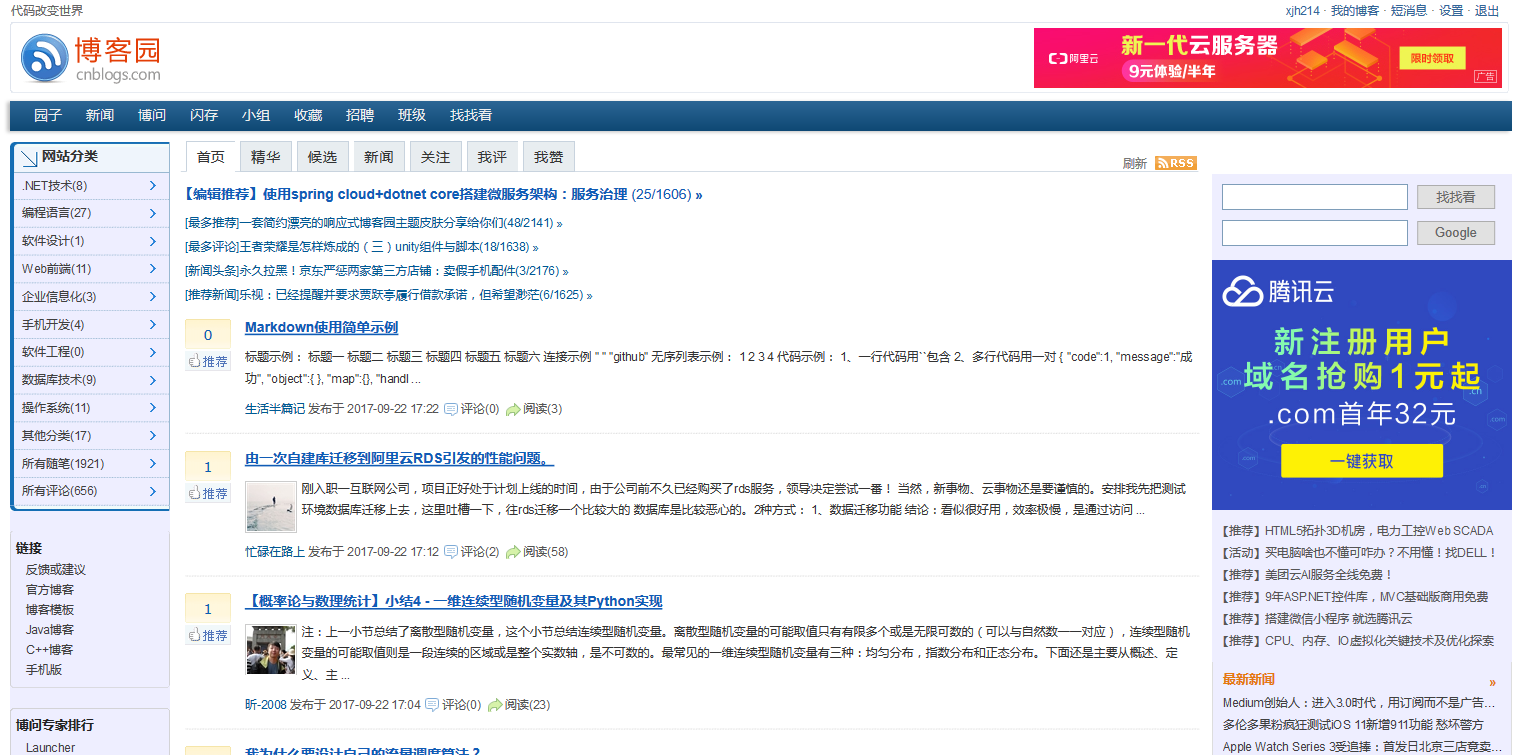 代码改变世界
xjh214 · 我的博客 · 短消息 · 设置 · 退出
博客园
cnblogs.com
阿里云
新一代云服务器
9元体验/半年
限时领取
广告
园子 新闻 博问 闪存 小组 收藏 招聘 班级 找找看
网站分类
.NET技术(8)
编程语言(27)
软件设计(1)
Web前端(11)
企业信息化(3)
手机开发(4)
软件工程(0)
数据库技术(9)
操作系统(11)
其他分类(17)
所有随笔(1921)
所有评论(656)
链接
反馈或建议
官方博客
博客模板
Java博客
C++博客
手机版
博问专家排行
Launcher
首页 精华 候选 新闻 关注 我评 我赞
刷新 RSS
【编辑推荐】使用spring cloud+dotnet core搭建微服务架构：服务治理 (25/1606) »
[最多推荐]一套简约漂亮的响应式博客园主题皮肤分享给你们(48/2141) »
[最多评论]王者荣耀是怎样炼成的（三）unity组件与脚本(18/1638) »
[新闻头条]永久拉黑！京东严惩两家第三方店铺：卖假手机配件(3/2176) »
[推荐新闻]乐视：已经提醒并要求贾跃亭履行借款承诺，但希望渺茫(6/1625) »
0
推荐
Markdown使用简单示例
标题示例： 标题一 标题二 标题三 标题四 标题五 标题六 连接示例 " " "github" 无序列表示例： 1 2 3 4 代码示例： 1、一行代码用``包含 2、多行代码用一对 { "code":1, "message":"成
功", "object":{ }, "map":{}, "handl ...
生活半篇记 发布于 2017-09-22 17:22 评论(0) 阅读(3)
1
推荐
由一次自建库迁移到阿里云RDS引发的性能问题。
刚入职一互联网公司，项目正好处于计划上线的时间，由于公司前不久已经购买了rds服务，领导决定尝试一番！ 当然，新事物、云事物还是要谨慎的。安排我先把测试
环境数据库迁移上去，这里吐槽一下，往rds迁移一个比较大的 数据库是比较恶心的。2种方式： 1、数据迁移功能 结论：看似很好用，效率极慢，是通过访问 ...
忙碌在路上 发布于 2017-09-22 17:12 评论(2) 阅读(58)
1
推荐
【概率论与数理统计】小结4 - 一维连续型随机变量及其Python实现
注：上一小节总结了离散型随机变量，这个小节总结连续型随机变量。离散型随机变量的可能取值只有有限多个或是无限可数的（可以与自然数一一对应），连续型随机
变量的可能取值则是一段连续的区域或是整个实数轴，是不可数的。最常见的一维连续型随机变量有三种：均匀分布，指数分布和正态分布。下面还是主要从概述、定
义、主 ...
昕-2008 发布于 2017-09-22 17:04 评论(0) 阅读(23)
我为什么要设计自己的流量调度算法？
找找看
Google
腾讯云
新注册用户
域名抢购1元起
.com首年32元
一键获取
.com
.cn
.com
.com
【推荐】HTML5拓扑3D机房，电力工控Web SCADA
【活动】买电脑啥也不懂可咋办？不用懂！找DELL！
【推荐】美团云AI服务全线免费！
【推荐】9年ASP.NET控件库，MVC基础版商用免费
【推荐】搭建微信小程序 就选腾讯云
【推荐】CPU、内存、IO虚拟化关键技术及优化探索
最新新闻 »
Medium创始人：进入3.0时代，用订阅而不是广告...
多伦多果粉疯狂测试iOS 11新增911功能 愁坏警方
Apple Watch Series 3受追捧：首发日北京三店竟卖...